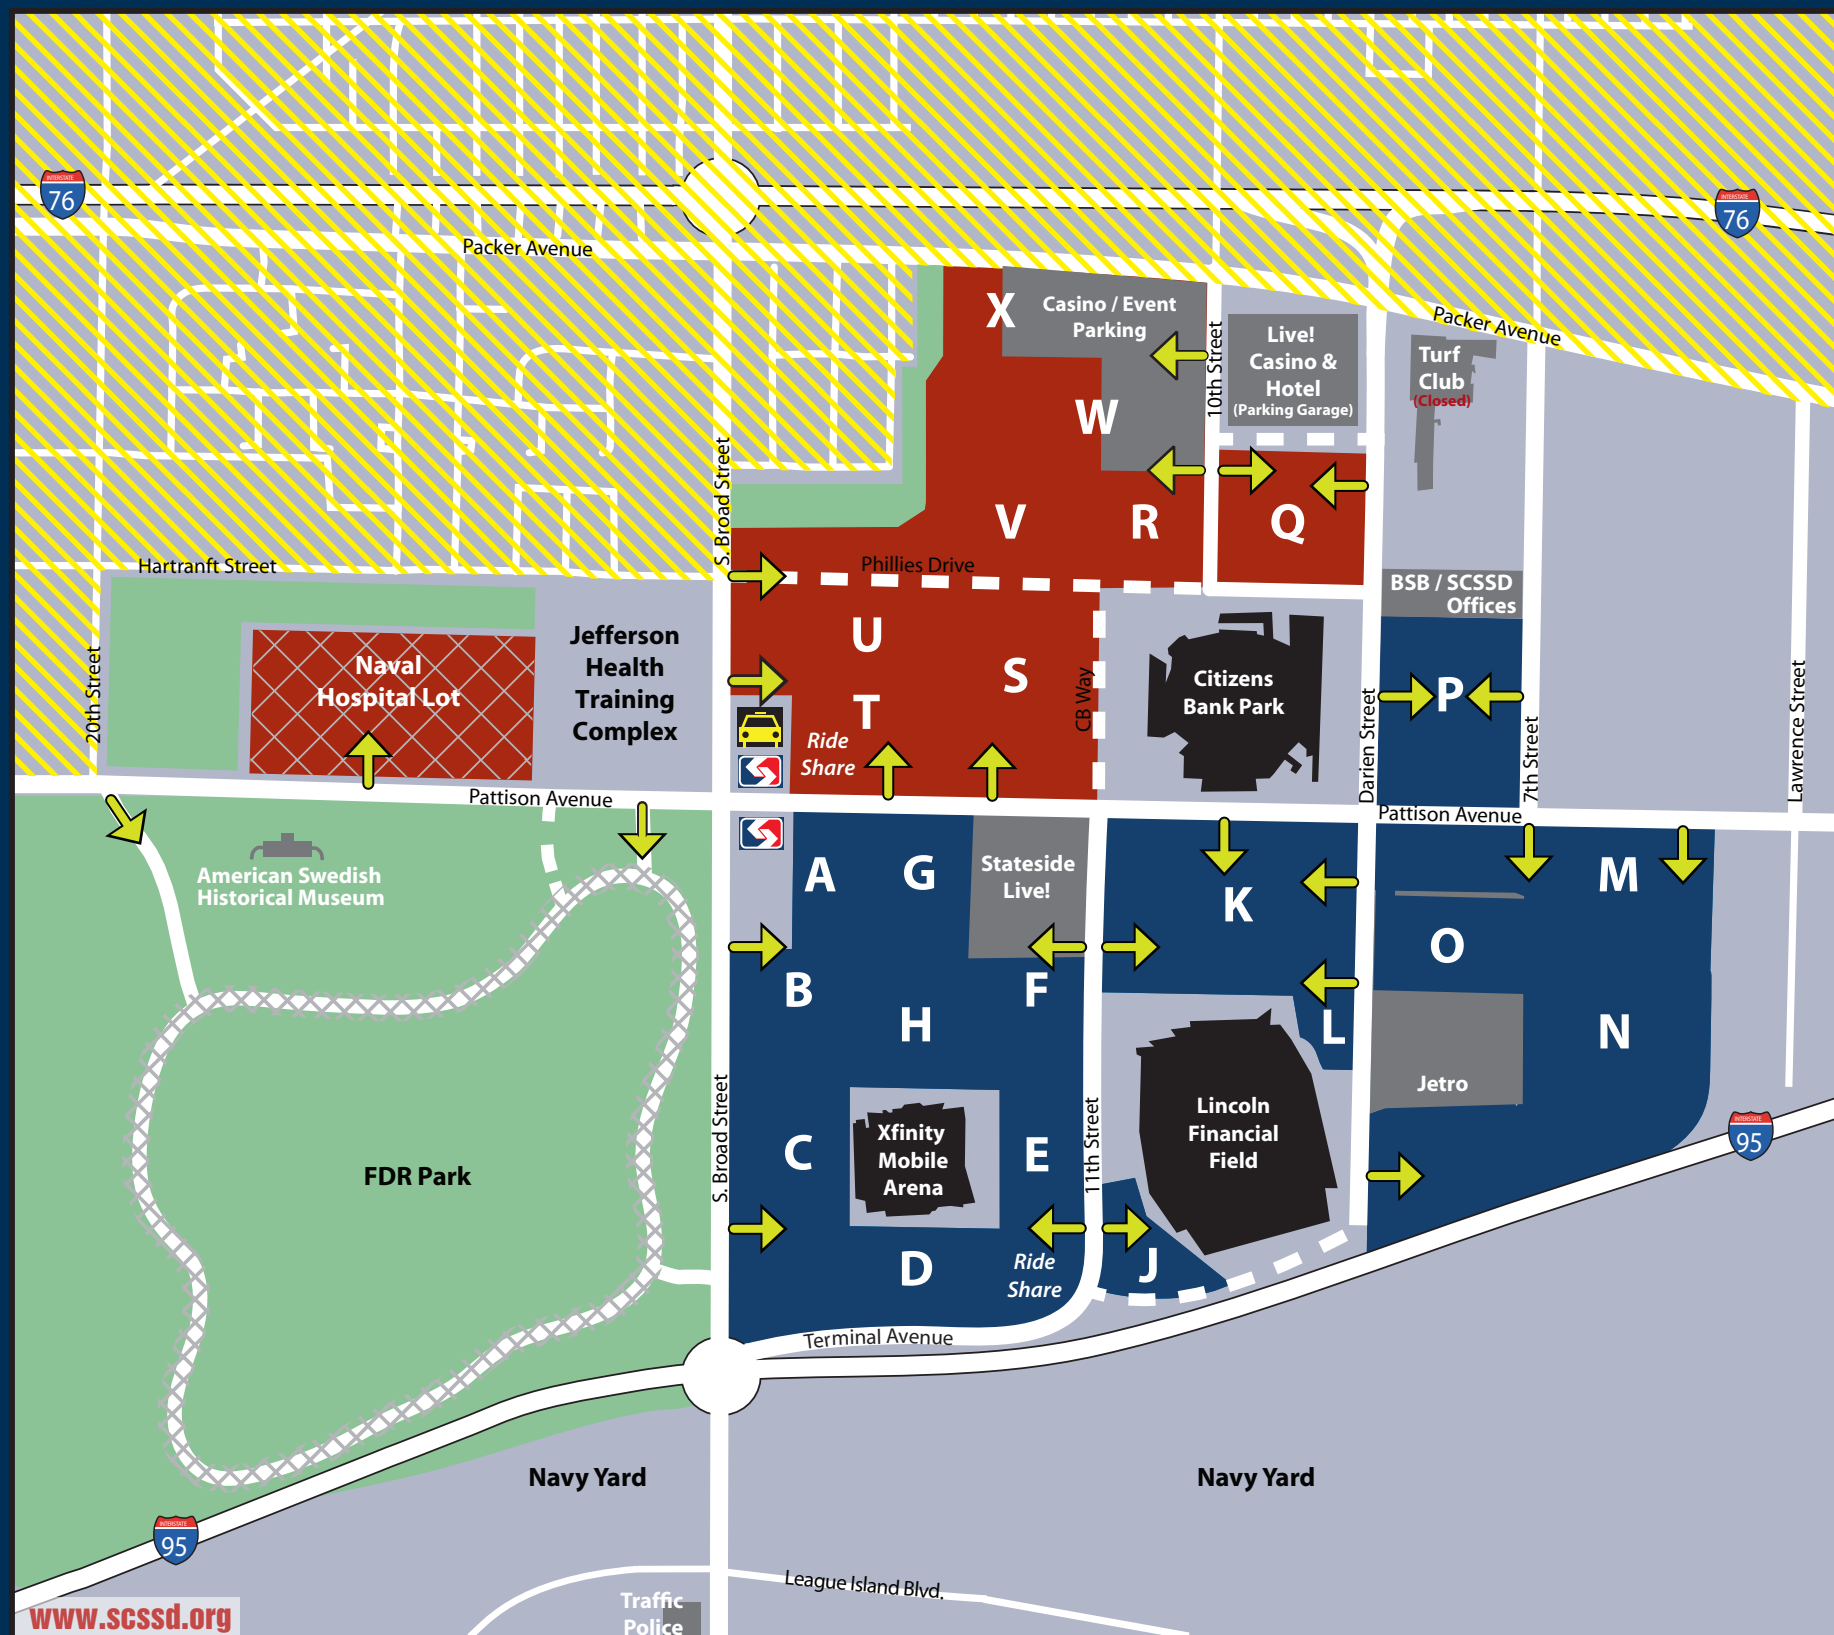 INTERSTATE
76
INTERSTATE
76
Packer Avenue
X
Casino / Event
Parking
10th Street
Live!
Casino &
Hotel
(Parking Garage)
Packer Avenue
Turf
Club
(Closed)
W
S. Broad Street
V
R
Q
Hartranft Street
Phillies Drive
BSB / SCSSD
Offices
20th Street
Naval
Hospital Lot
Jefferson
Health
Training
Complex
U
T
S
Ride
Share
CB Way
Citizens
Bank Park
Darien Street
P
7th Street
Lawrence Street
Pattison Avenue
Pattison Avenue
American Swedish
Historical Museum
A
G
Stateside
Live!
K
M
O
B
F
H
L
N
Jetro
S. Broad Street
C
Xfinity
Mobile
Arena
E
11th Street
Lincoln
Financial
Field
INTERSTATE
95
FDR Park
D
Ride
Share
J
Terminal Avenue
Navy Yard
Navy Yard
INTERSTATE
95
League Island Blvd.
Traffic
Police
www.scssd.org